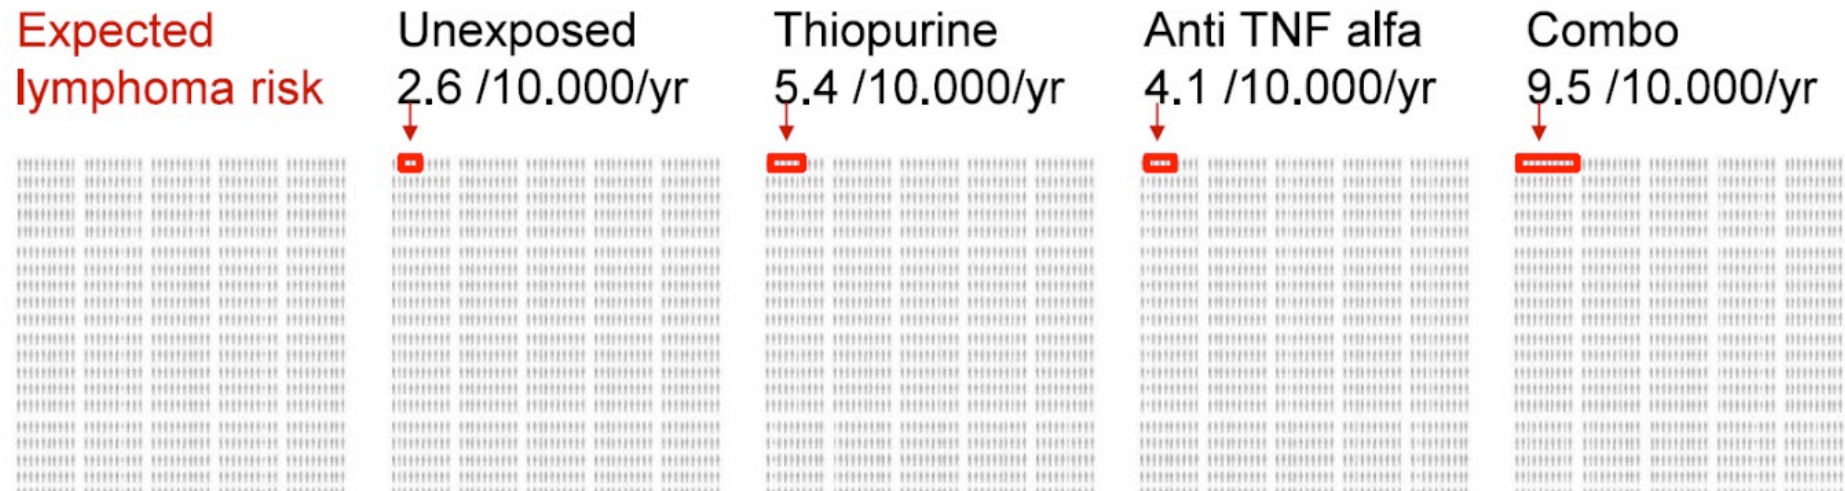 Expected
lymphoma risk
Unexposed
2.6 /10.000/yr
Thiopurine
5.4 /10.000/yr
Anti TNF alfa
4.1 /10.000/yr
Combo
9.5 /10.000/yr